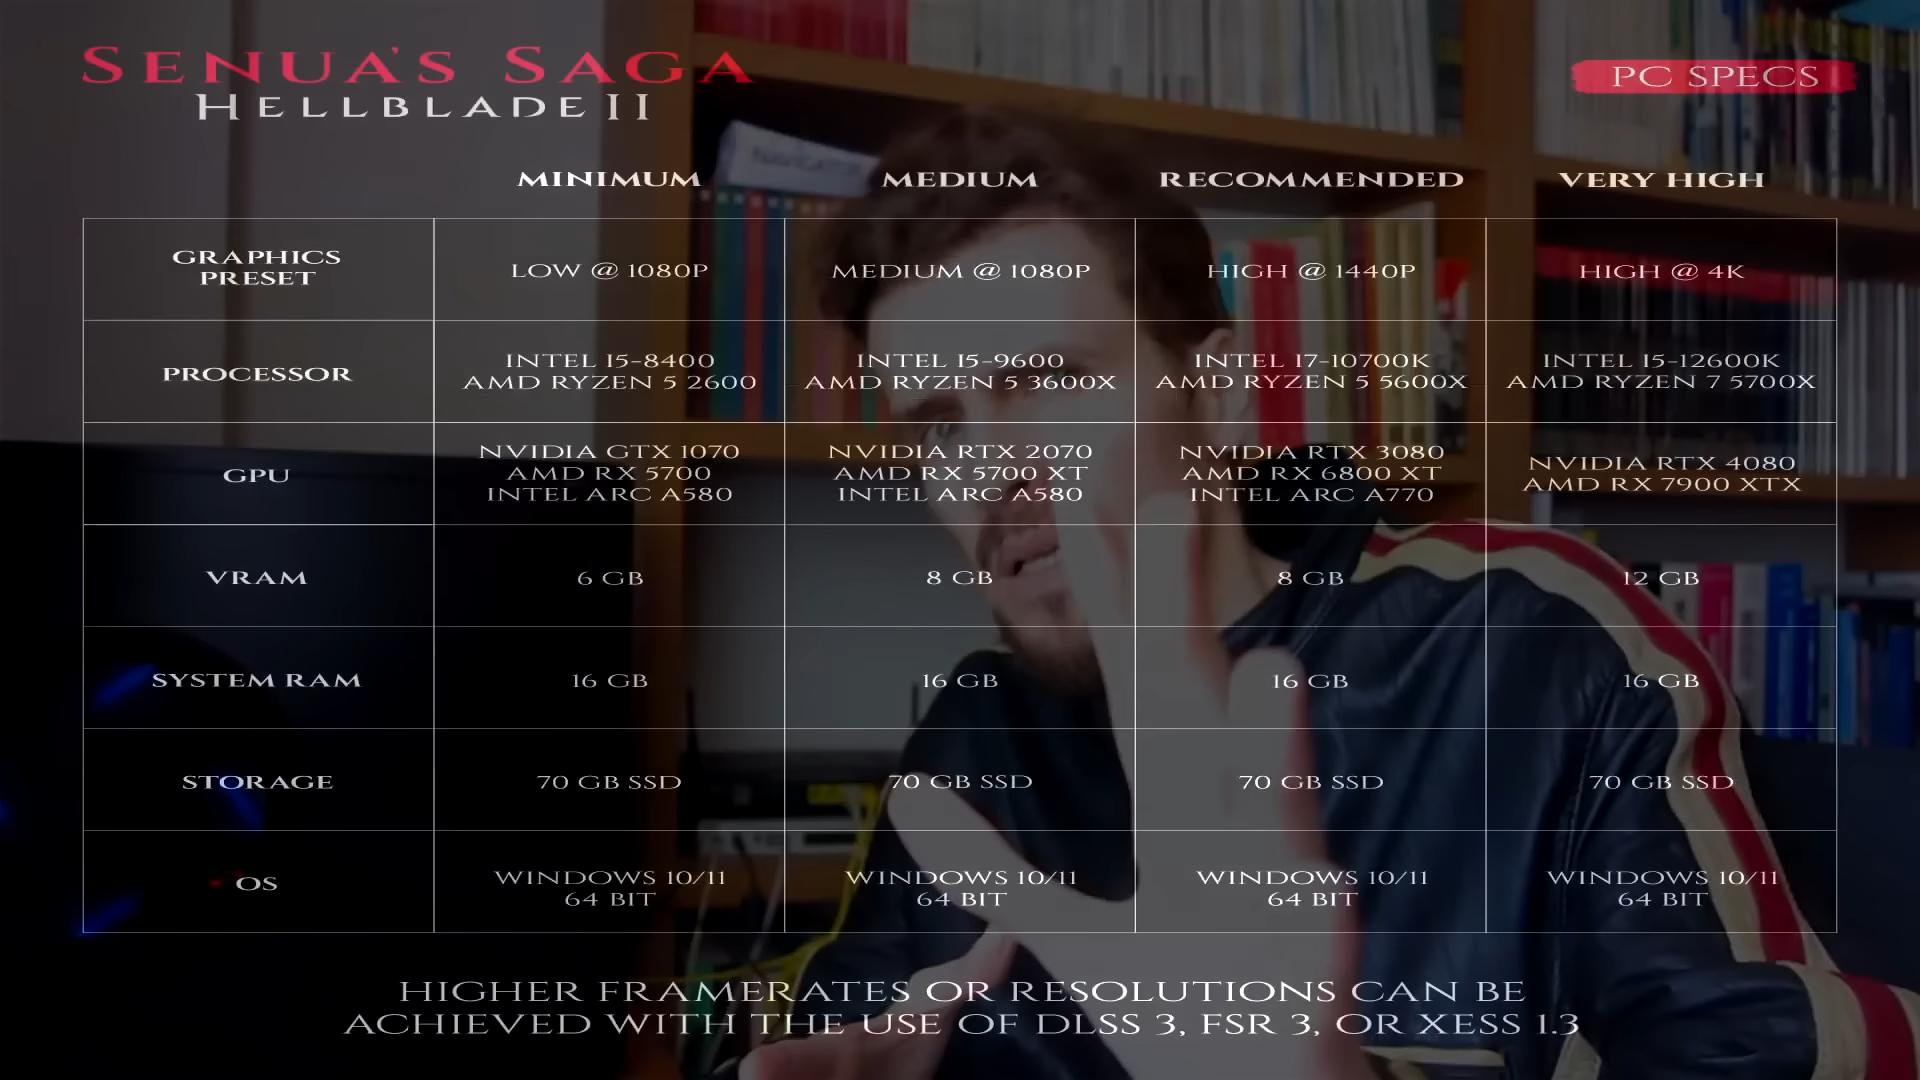 SENUA'S SAGA
HELLBLADE II
PC SPECS
MINIMUM MEDIUM RECOMMENDED VERY HIGH
GRAPHICS
PRESET
LOW @ 1080P MEDIUM @ 1080P HIGH @ 1440P HIGH @ 4K
PROCESSOR
INTEL I5-8400
AMD RYZEN 5 2600
INTEL I5-9600
AMD RYZEN 5 3600X
INTEL I7-10700K
AMD RYZEN 5 5600X
INTEL I5-12600K
AMD RYZEN 7 5700X
GPU
NVIDIA GTX 1070
AMD RX 5700
INTEL ARC A580
NVIDIA RTX 2070
AMD RX 5700 XT
INTEL ARC A580
NVIDIA RTX 3080
AMD RX 6800 XT
INTEL ARC A770
NVIDIA RTX 4080
AMD RX 7900 XTX
VRAM 6 GB 8 GB 8 GB 12 GB
SYSTEM RAM 16 GB 16 GB 16 GB 16 GB
STORAGE 70 GB SSD 70 GB SSD 70 GB SSD 70 GB SSD
OS
WINDOWS 10/11
64 BIT
WINDOWS 10/11
64 BIT
WINDOWS 10/11
64 BIT
WINDOWS 10/11
64 BIT
HIGHER FRAMERATES OR RESOLUTIONS CAN BE
ACHIEVED WITH THE USE OF DLSS 3, FSR 3, OR XESS 1.3